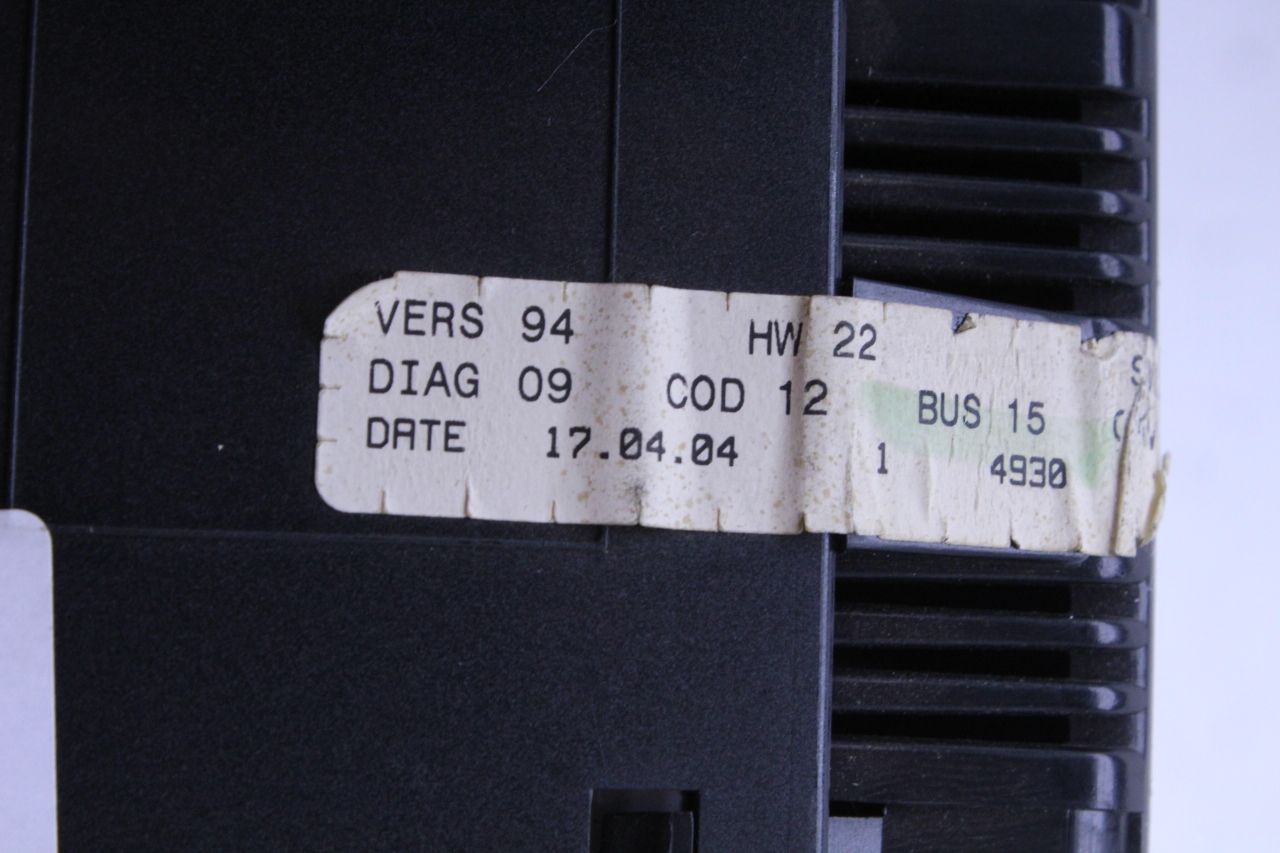 VERS 94 HW 22
DIAG 09 COD 12 BUS 15
DATE 17.04.04 1 4930